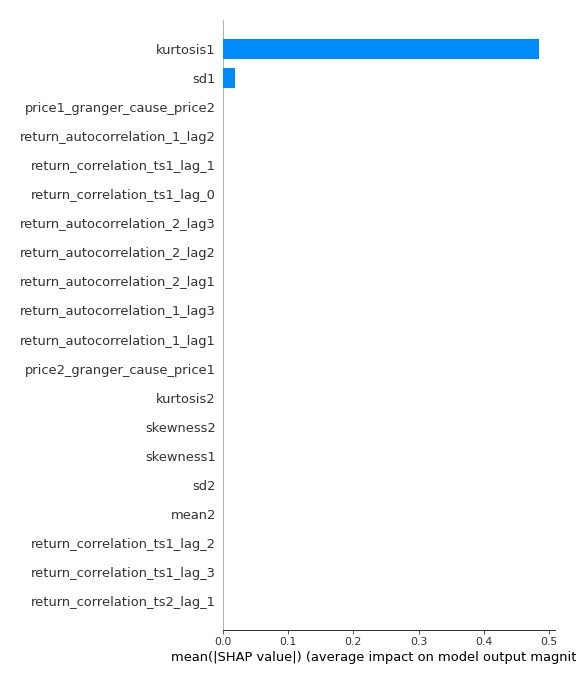 kurtosis1
sd1
price1_granger_cause_price2
return_autocorrelation_1_lag2
return_correlation_ts1_lag_1
return_correlation_ts1_lag_0
return_autocorrelation_2_lag3
return_autocorrelation_2_lag2
return_autocorrelation_2_lag1
return_autocorrelation_1_lag3
return_autocorrelation_1_lag1
price2_granger_cause_price1
kurtosis2
skewness2
skewness1
sd2
mean2
return_correlation_ts1_lag_2
return_correlation_ts1_lag_3
return_correlation_ts2_lag_1
0.0 0.1 0.2 0.3 0.4 0.5
mean(|SHAP value|) (average impact on model output magnit